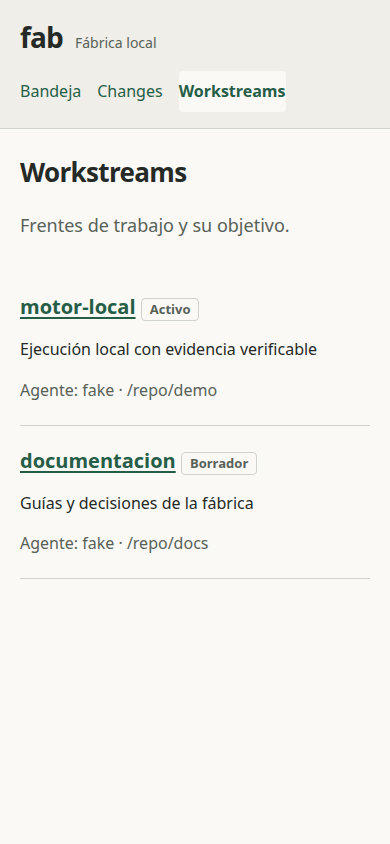 fab Fábrica local
Bandeja Changes Workstreams
Workstreams
Frentes de trabajo y su objetivo.
motor-local Activo
Ejecución local con evidencia verificable
Agente: fake · /repo/demo
documentacion Borrador
Guías y decisiones de la fábrica
Agente: fake · /repo/docs